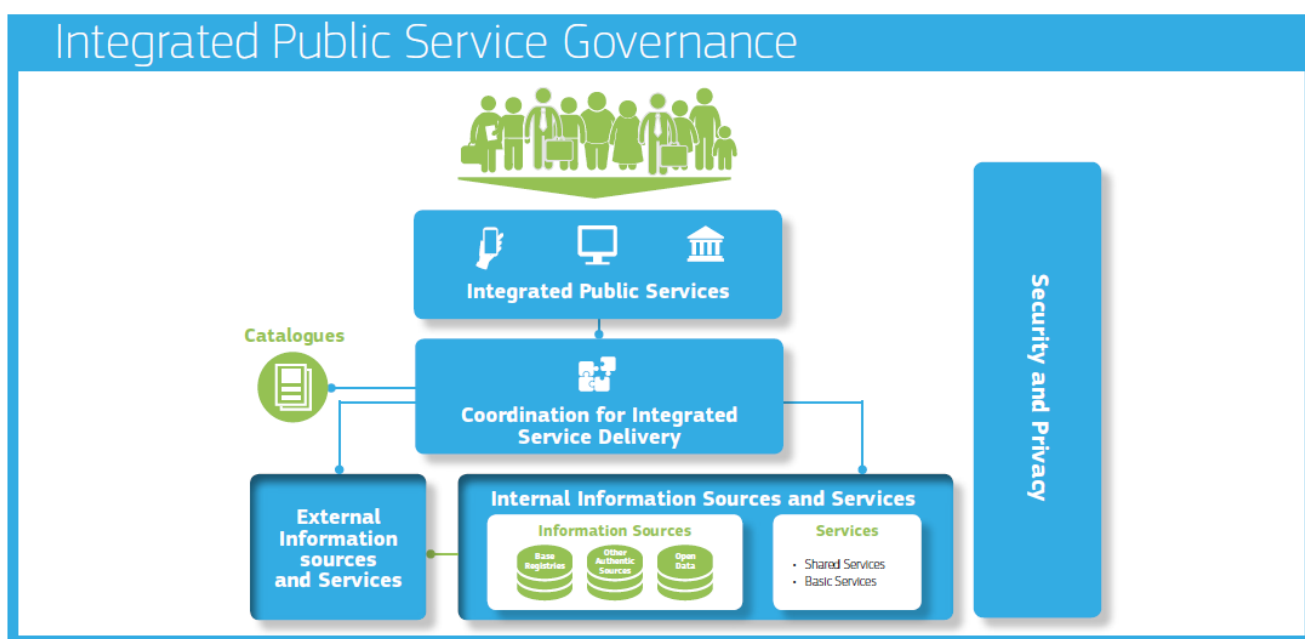 Integrated Public Service Governance
Integrated Public Services
Catalogues
Coordination for Integrated
Service Delivery
External
Information
sources
and Services
Internal Information Sources and Services
Information Sources
Base
Registries
Other
Authentic
Sources
Open
Data
Services
• Shared Services
• Basic Services
Security and Privacy